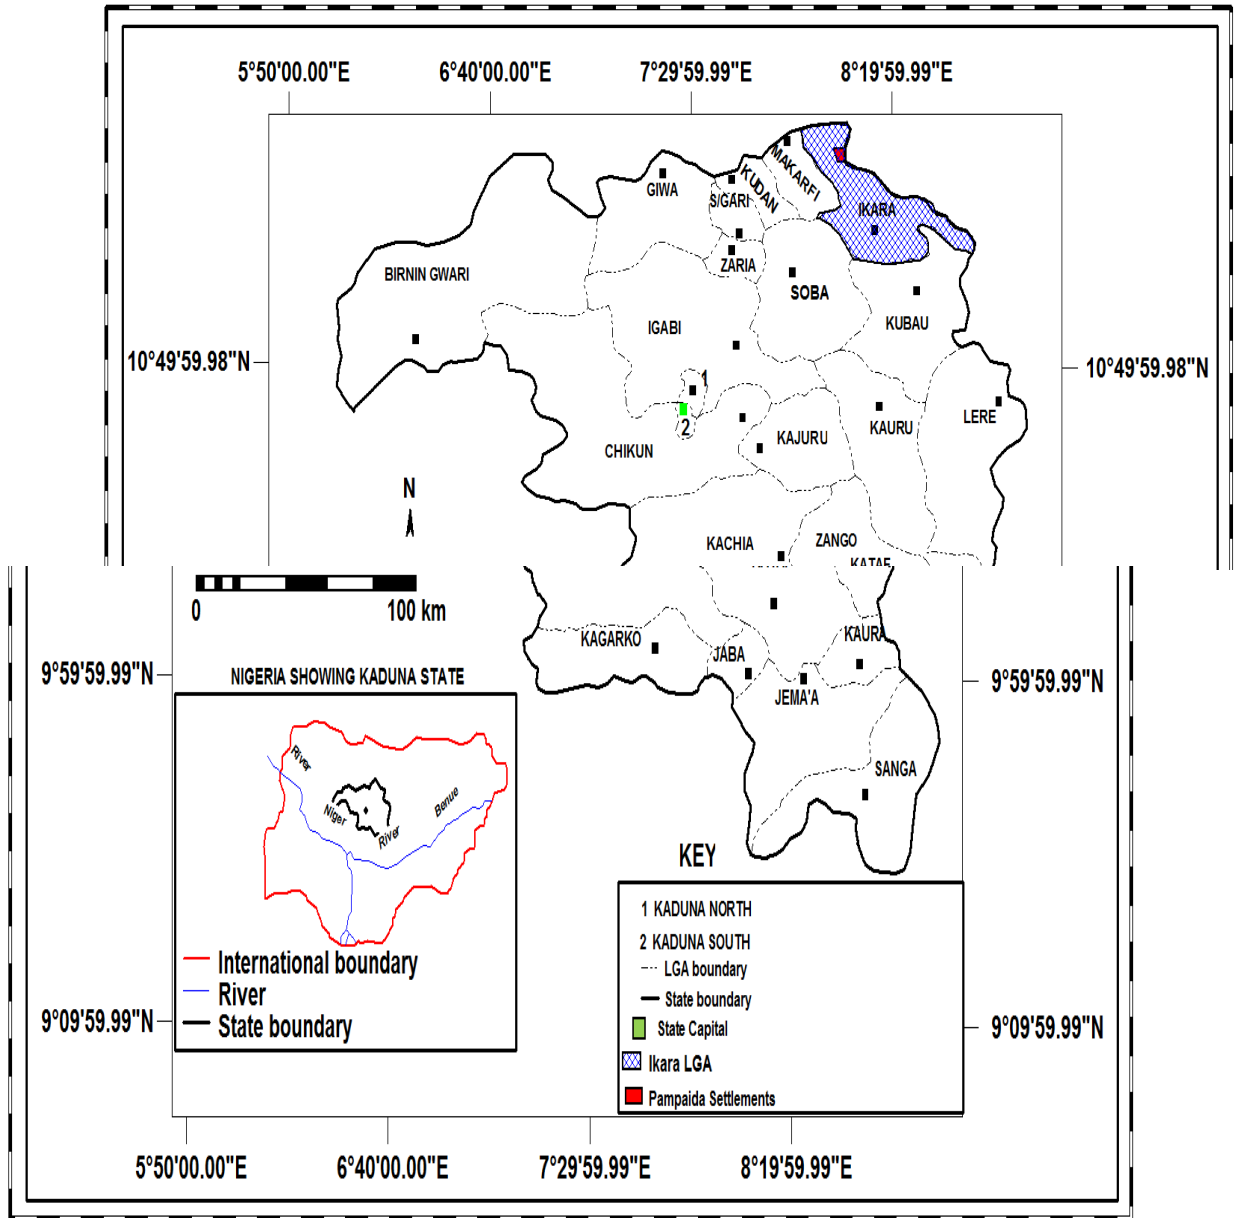 5°50'00.00"E 6°40'00.00"E 7°29'59.99"E 8°19'59.99"E
MAKARFI
KUDAN
GIWA
S/GARI
IKARA
ZARIA
BIRNIN GWARI
SOBA
KUBAU
IGABI
10°49'59.98"N 10°49'59.98"N
1
LERE
2
KAURU
KAJURU
CHIKUN
N
KACHIA
ZANGO
KATAF
0 100 km
KAGARKO
KAURA
JABA
9°59'59.99"N 9°59'59.99"N
NIGERIA SHOWING KADUNA STATE
JEMA'A
River
SANGA
Niger
Benue
River
KEY
1 KADUNA NORTH
2 KADUNA SOUTH
LGA boundary
International boundary
River
State boundary
State boundary
9°09'59.99"N 9°09'59.99"N
State Capital
Ikara LGA
Pampaida Settlements
5°50'00.00"E 6°40'00.00"E 7°29'59.99"E 8°19'59.99"E